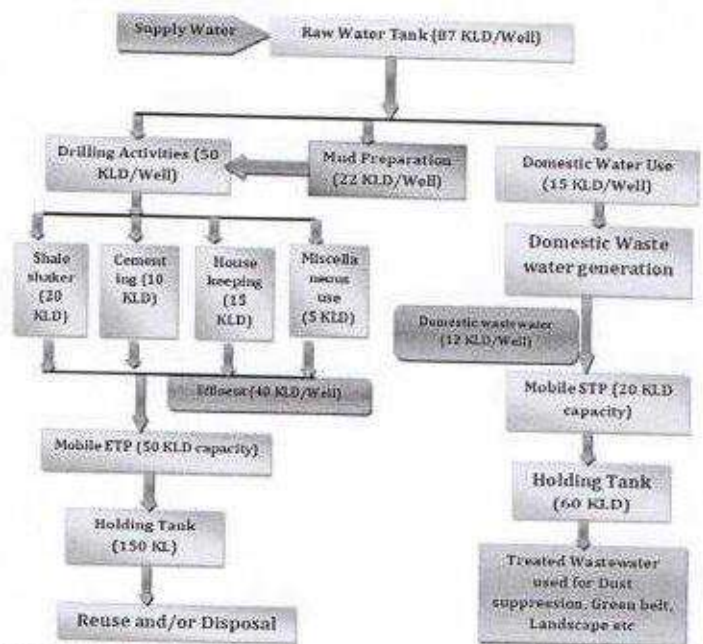 Supply Water
Raw Water Tank (87 KLD/Well)
Drilling Activities (50
KLD/Well)
Mud Preparation
(22 KLD/Well)
Domestic Water Use
(15 KLD/Well)
Shale
shaker
(20
KLD)
Cement
ing (10
KLD)
House
keeping
(15
KLD)
Miscella
neous
use
(5 KLD)
Domestic Waste
water generation
Domestic wastewater
(12 KLD/Well)
Effluent (40 KLD/Well)
Mobile STP (20 KLD
capacity)
Mobile ETP (50 KLD capacity)
Holding Tank
(60 KLD)
Holding Tank
(150 KL)
Treated Wastewater
used for Dust
suppression, Green belt,
Landscape etc
Reuse and/or Disposal